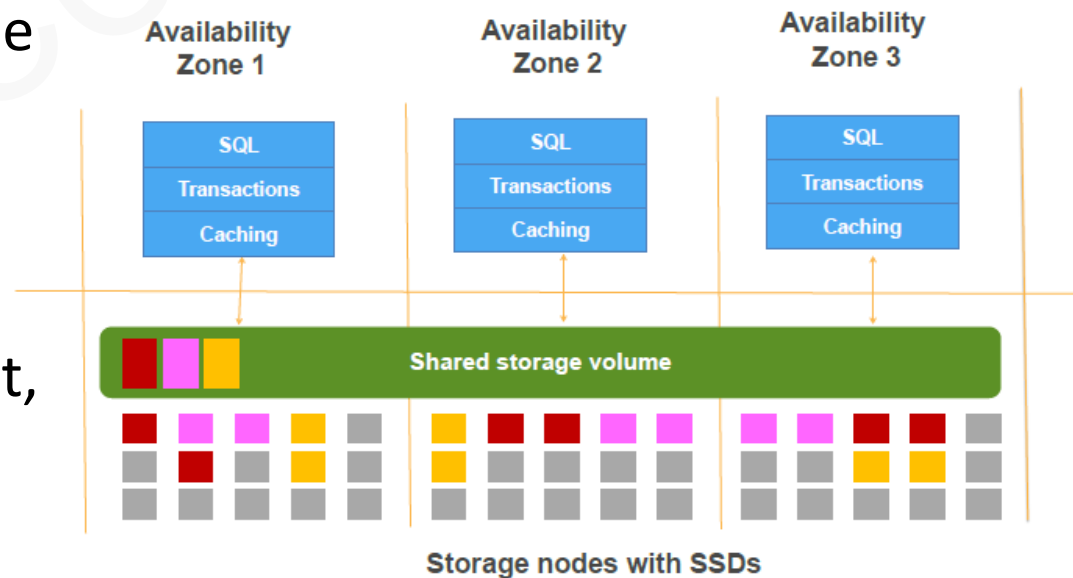 e
Availability
Zone 1
Availability
Zone 2
Availability
Zone 3
SQL
Transactions
Caching
SQL
Transactions
Caching
SQL
Transactions
Caching
t,
Shared storage volume
Storage nodes with SSDs